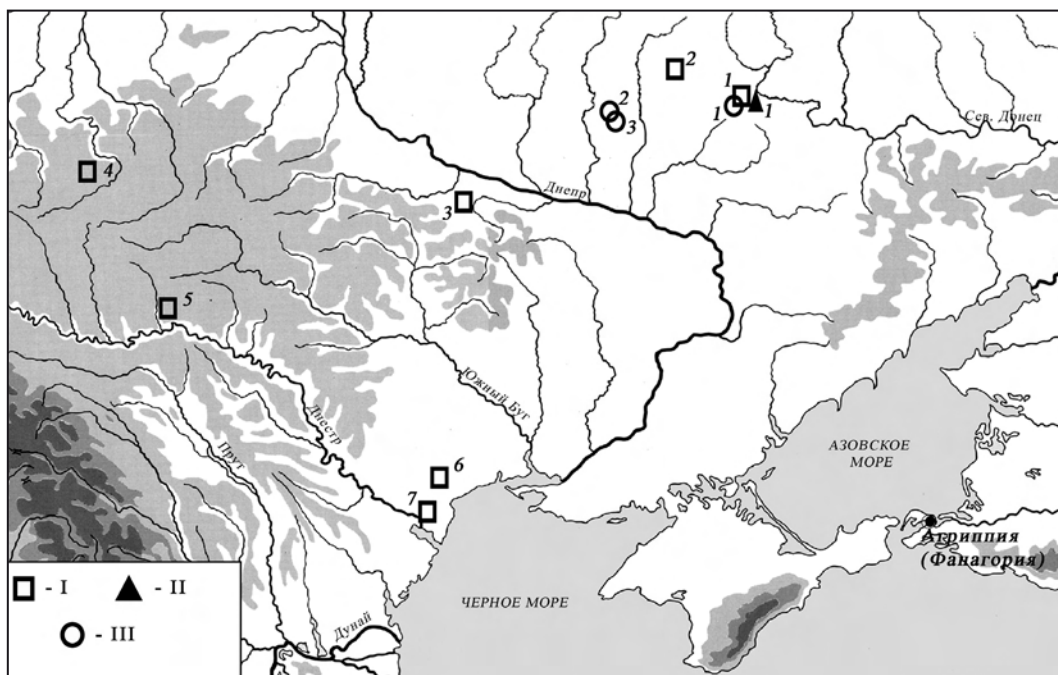 2
1
2
3
1
1
Сев. Донец
4
Днепр
3
5
Южный Буг
Днестр
АЗОВСКОЕ
МОРЕ
Прут
6
7
Агриппия
(Фанагория)
- I
- II
ЧЕРНОЕ МОРЕ
- III
Дунай